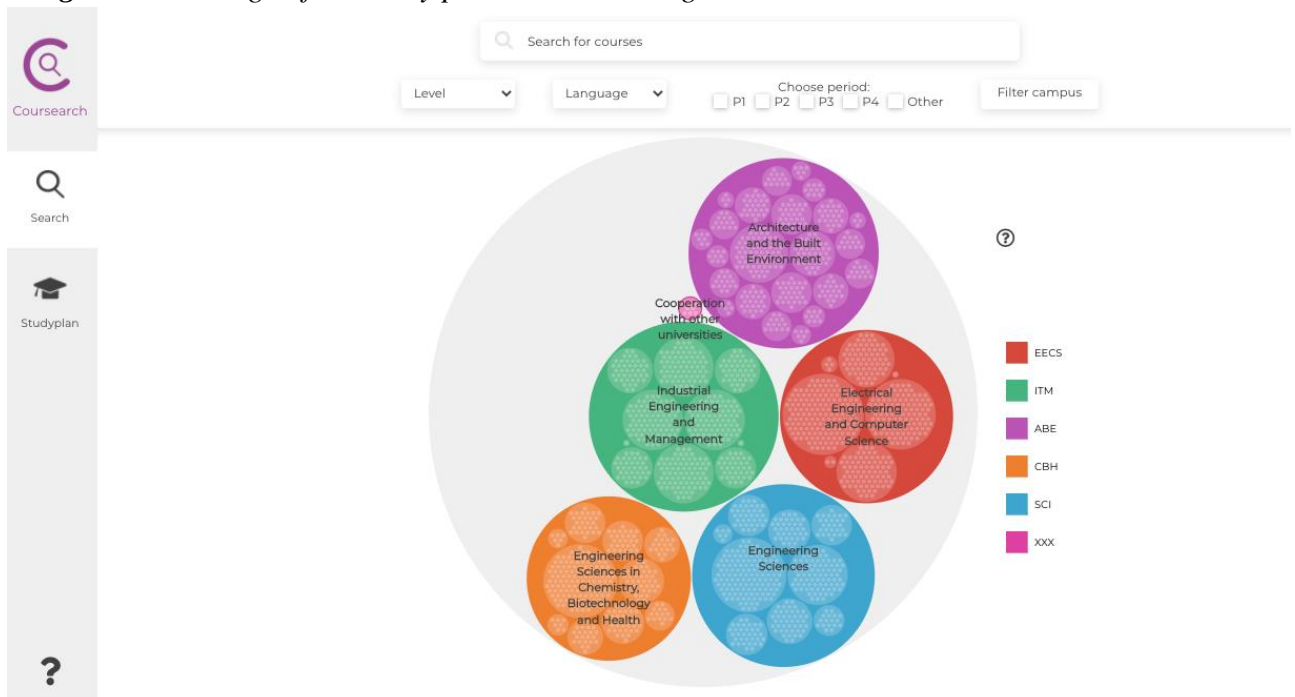 Search for courses
Coursearch
Level
Language
Choose period:
P1 P2 P3 P4 Other
Filter campus
Search
Studyplan
?
Architecture
and the Built
Environment
?
Cooperation
with other
universities
Industrial
Engineering
and
Management
Electrical
Engineering
and Computer
Science
Engineering
Sciences in
Chemistry,
Biotechnology
and Health
Engineering
Sciences
EECS
ITM
ABE
CBH
SCI
XXX